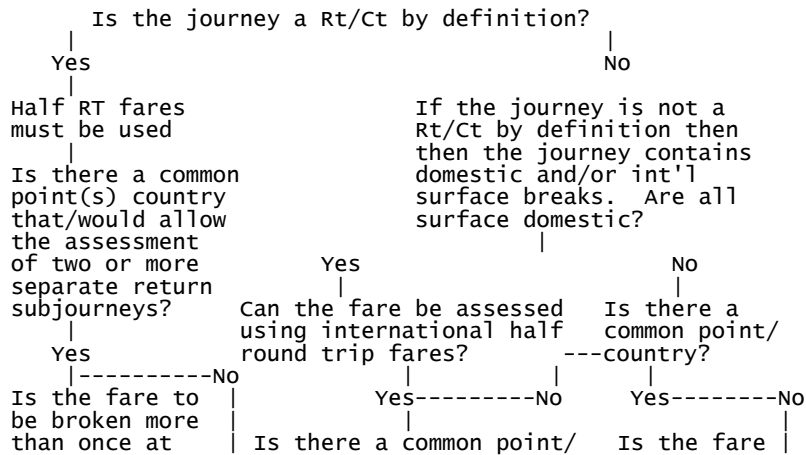 Is the journey a Rt/Ct by definition?
|                                          |
Yes                                        No
|
Half RT fares                If the journey is not a
must be used                 Rt/Ct by definition then
|                            then the journey contains
Is there a common            domestic and/or int'l
point(s) country             surface breaks.  Are all
that/would allow             surface domestic?
the assessment                       |
of two or more         Yes                      No
separate return         |                       |
subjourneys?     Can the fare be assessed   Is there a
|                using international half   common point/
Yes              round trip fares?       ---country?
|----------No            |          |      |
Is the fare to  |          Yes---------No   Yes--------No
be broken more  |            |                         |
than once at    | Is there a common point/   Is the fare |